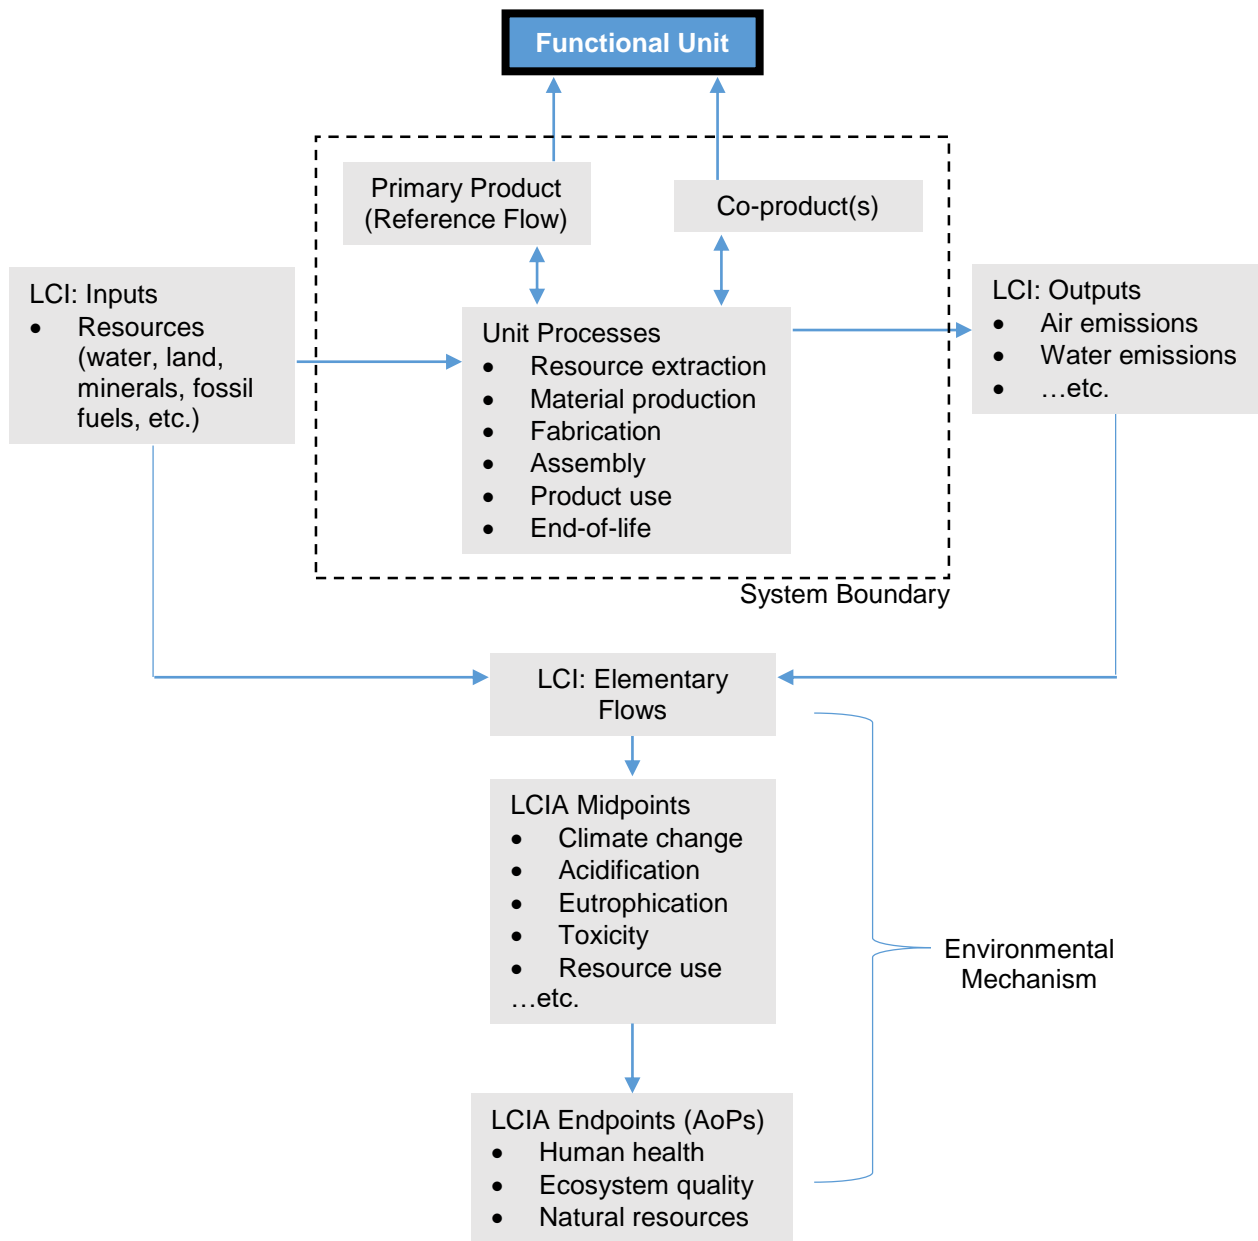 Functional Unit
Primary Product
(Reference Flow)
Co-product(s)
LCI: Inputs
• Resources
(water, land,
minerals, fossil
fuels, etc.)
Unit Processes
• Resource extraction
• Material production
• Fabrication
• Assembly
• Product use
• End-of-life
LCI: Outputs
• Air emissions
• Water emissions
• …etc.
System Boundary
LCI: Elementary
Flows
LCIA Midpoints
• Climate change
• Acidification
• Eutrophication
• Toxicity
• Resource use
…etc.
Environmental
Mechanism
LCIA Endpoints (AoPs)
• Human health
• Ecosystem quality
• Natural resources